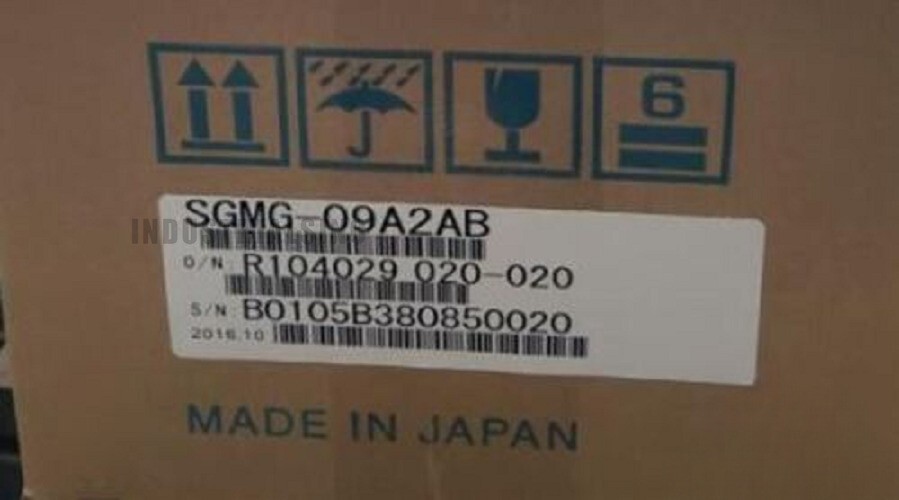 6
SGMG-09A2AB
O/N R104029 020-020
S/N B0105B380850020
2016.10
MADE IN JAPAN